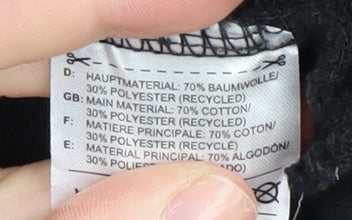 D: HAUPTMATERIAL: 70% BAUMWOLLE/
30% POLYESTER (RECYCLED)
GB: MAIN MATERIAL: 70% COTTON/
30% POLYESTER (RECYCLED)
F: MATIERE PRINCIPALE: 70% COTON/
30% POLYESTER (RECYCLÉ)
E: MATERIAL PRINCIPAL: 70% ALGODÓN/
30%